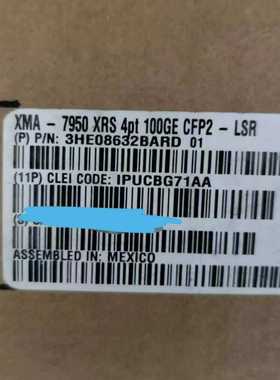 XMA - 7950 XRS 4pt 100GE CFP2 - LSR
(P) P/N: 3HE08632BARD 01
(11P) CLEI CODE: IPUCBG71AA
ASSEMBLED IN: MEXICO